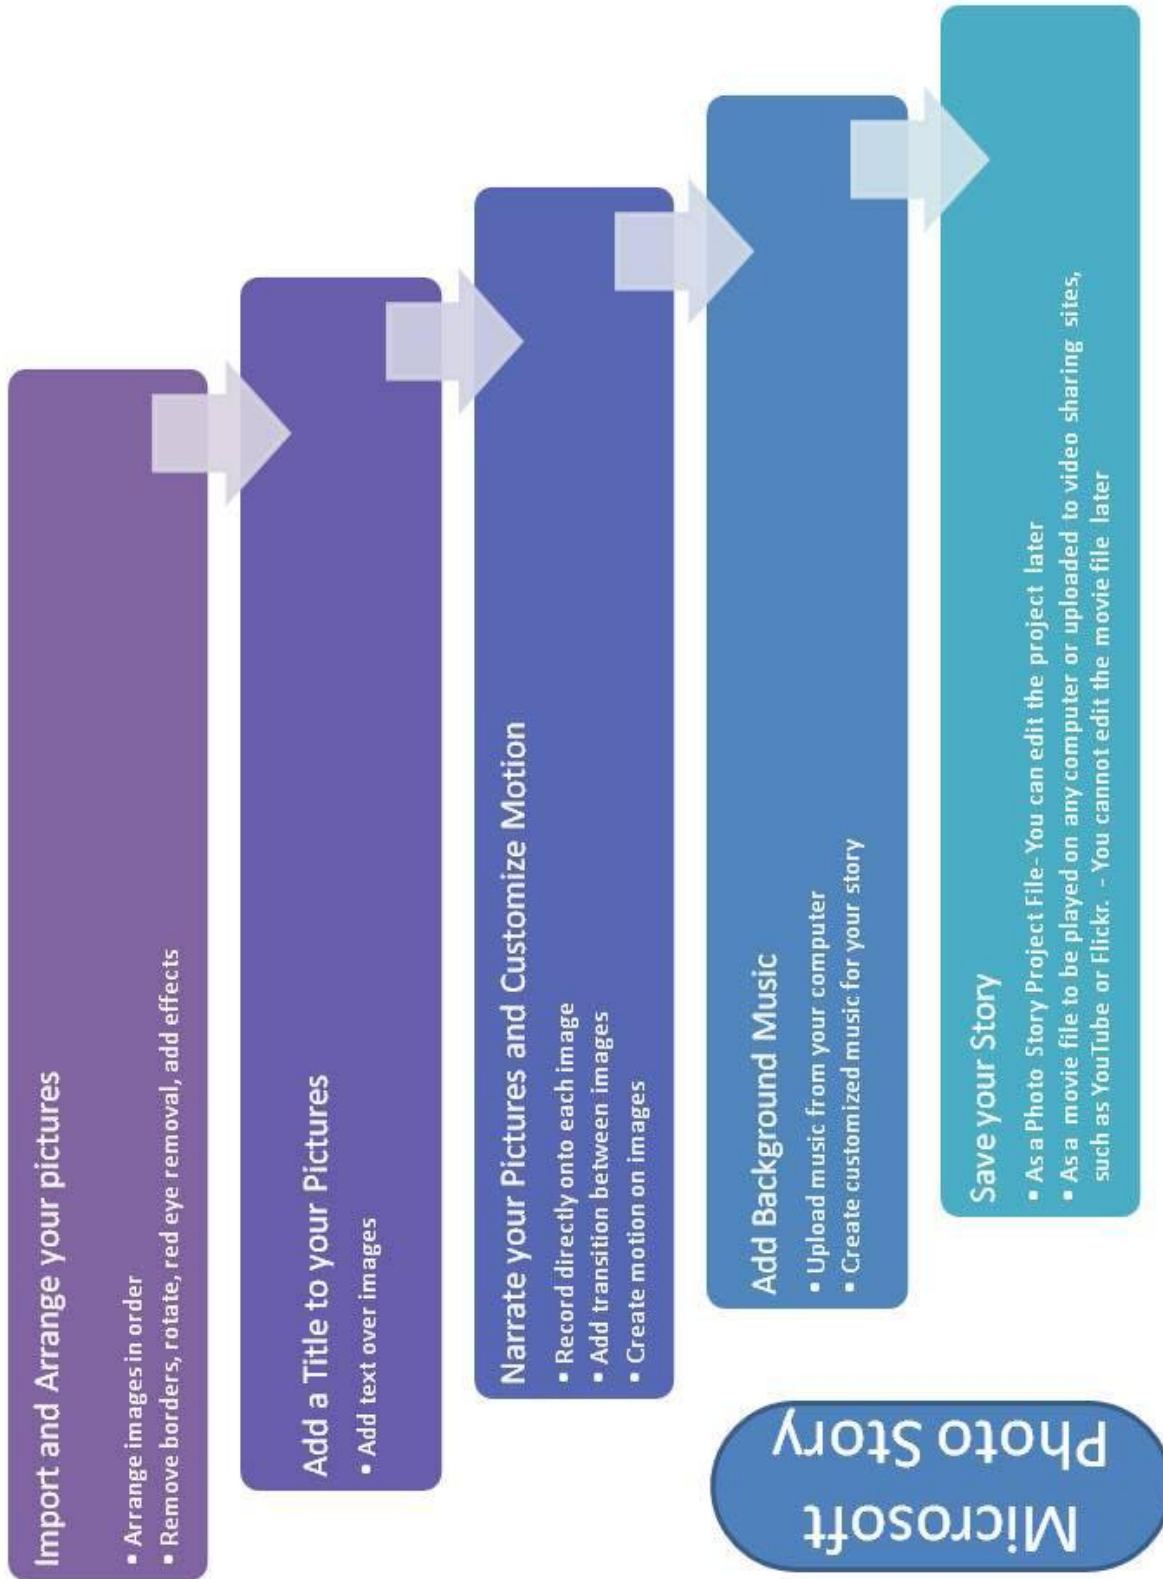 Import and Arrange your pictures
▪ Arrange images in order
▪ Remove borders, rotate, red eye removal, add effects
Add a Title to your Pictures
▪ Add text over images
Narrate your Pictures and Customize Motion
▪ Record directly onto each image
▪ Add transition between images
▪ Create motion on images
Add Background Music
▪ Upload music from your computer
▪ Create customized music for your story
Save your Story
▪ As a Photo Story Project File-You can edit the project later
▪ As a movie file to be played on any computer or uploaded to video sharing sites,
such as YouTube or Flickr. - You cannot edit the movie file later
Microsoft
Photo Story